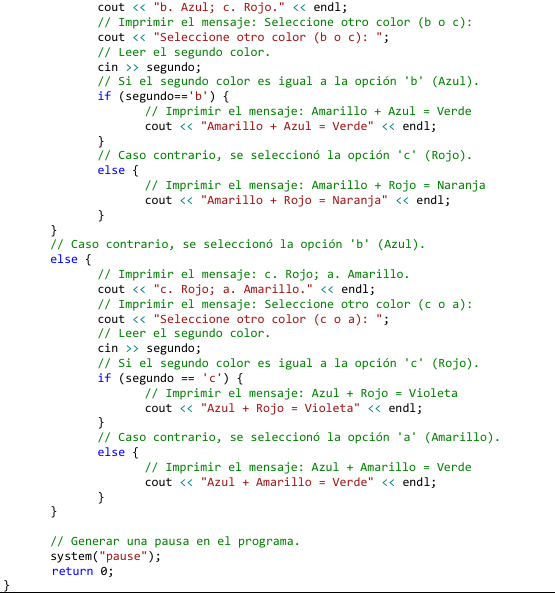 cout << "b. Azul; c. Rojo." << endl;
// Imprimir el mensaje: Seleccione otro color (b o c):
cout << "Seleccione otro color (b o c): ";
// Leer el segundo color.
cin >> segundo;
// Si el segundo color es igual a la opción 'b' (Azul).
if (segundo=='b') {
// Imprimir el mensaje: Amarillo + Azul = Verde
cout << "Amarillo + Azul = Verde" << endl;
}
// Caso contrario, se seleccionó la opción 'c' (Rojo).
else {
// Imprimir el mensaje: Amarillo + Rojo = Naranja
cout << "Amarillo + Rojo = Naranja" << endl;
}
}
// Caso contrario, se seleccionó la opción 'b' (Azul).
else {
// Imprimir el mensaje: c. Rojo; a. Amarillo.
cout << "c. Rojo; a. Amarillo." << endl;
// Imprimir el mensaje: Seleccione otro color (c o a):
cout << "Seleccione otro color (c o a): ";
// Leer el segundo color.
cin >> segundo;
// Si el segundo color es igual a la opción 'c' (Rojo).
if (segundo == 'c') {
// Imprimir el mensaje: Azul + Rojo = Violeta
cout << "Azul + Rojo = Violeta" << endl;
}
// Caso contrario, se seleccionó la opción 'a' (Amarillo).
else {
// Imprimir el mensaje: Azul + Amarillo = Verde
cout << "Azul + Amarillo = Verde" << endl;
}
}
// Generar una pausa en el programa.
system("pause");
return 0;
}